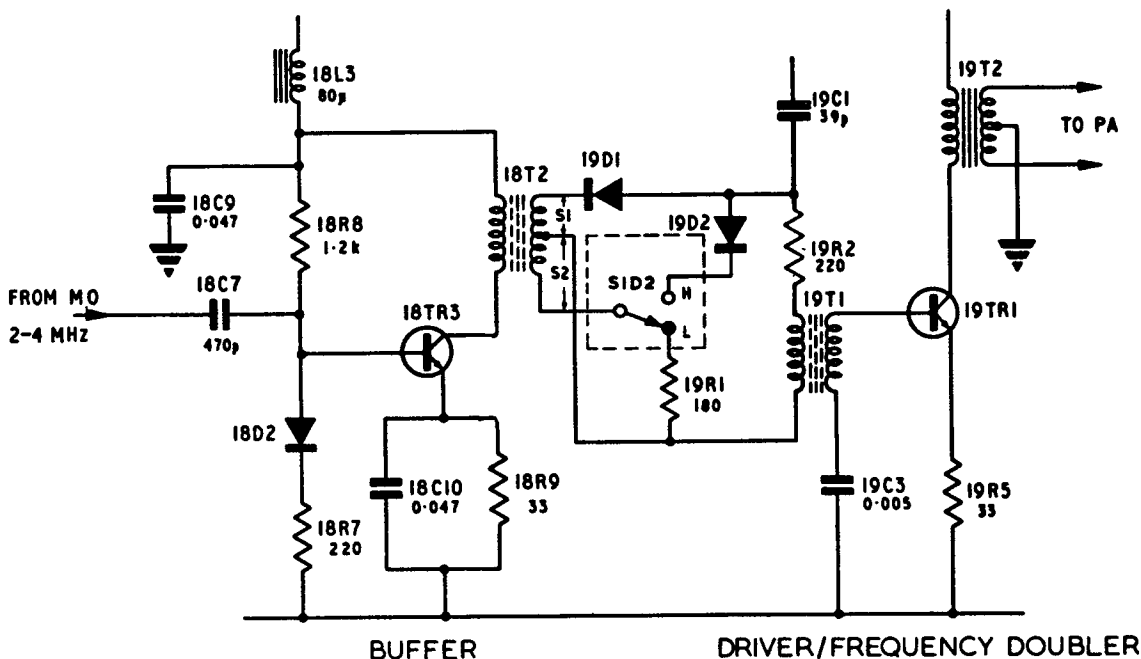 18L3
80µ
18C9
0·047
18R8
1·2k
FROM MO
2-4 MHz
18C7
470p
18TR3
18D2
18R7
220
18C10
0·047
18R9
33
18T2
S1
S2
19D1
19D2
S1D2
H
L
19R1
180
19C1
39p
19R2
220
19T1
19C3
0·005
19T2
TO PA
19TR1
19R5
33
BUFFER
DRIVER/FREQUENCY DOUBLER